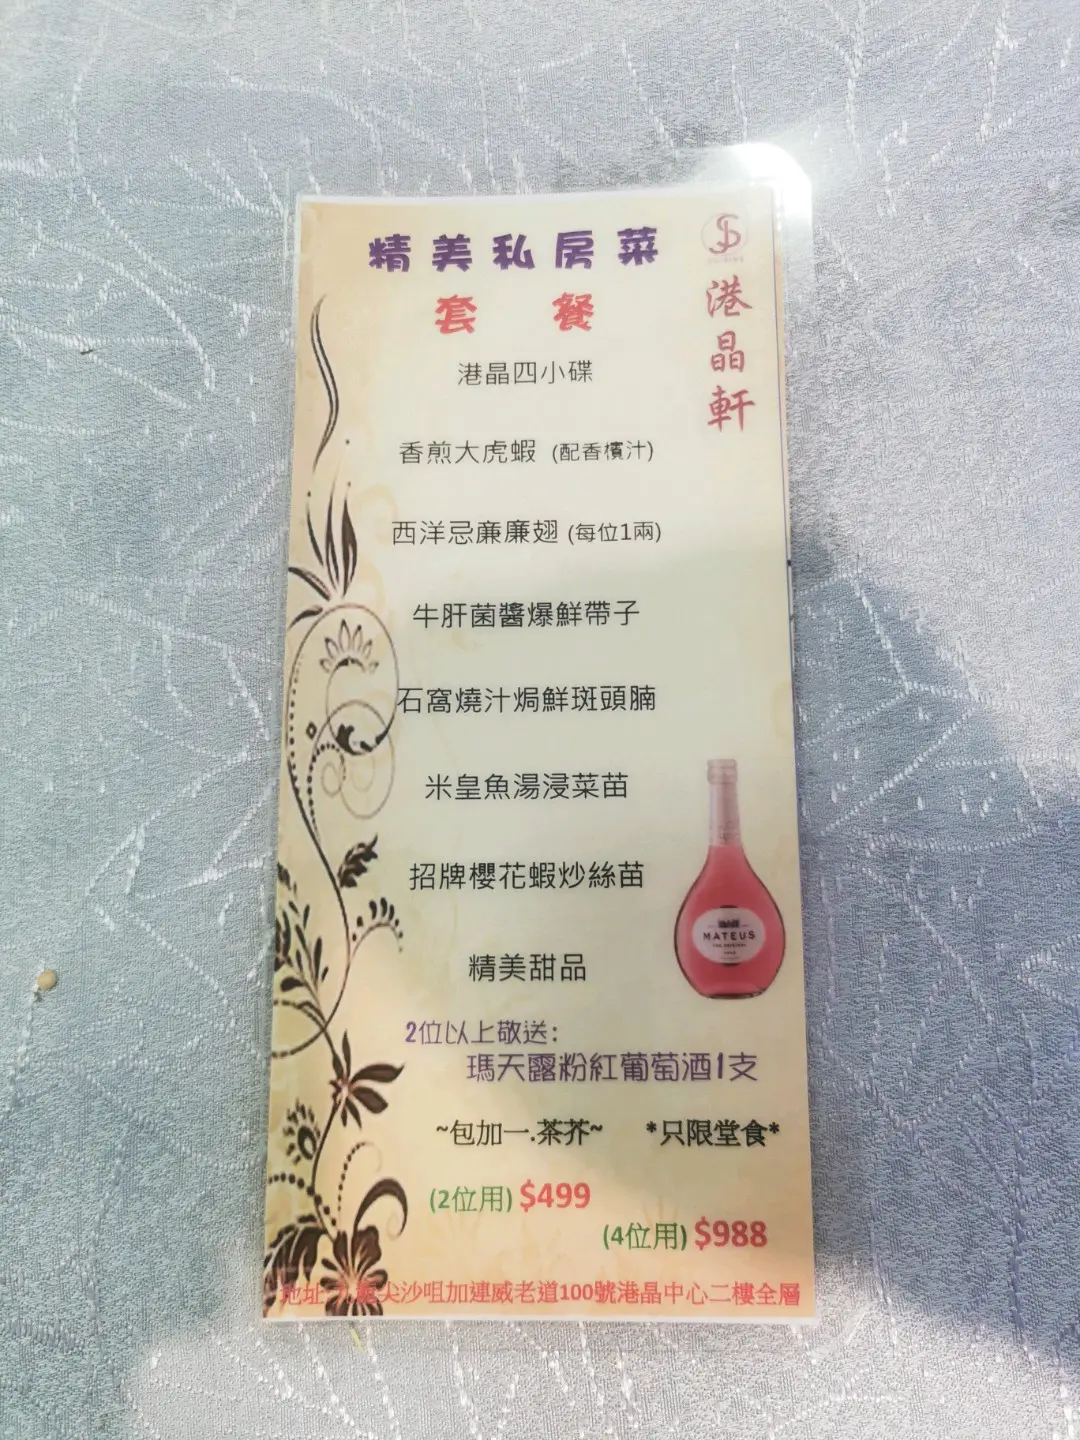 精美私房菜
套餐
港晶軒
港晶四小碟
香煎大虎蝦 (配香檳汁)
西洋忌廉廉翅 (每位1兩)
牛肝菌醬爆鮮帶子
石窩燒汁焗鮮斑頭腩
米皇魚湯浸菜苗
招牌櫻花蝦炒絲苗
精美甜品
MATEUS
2位以上敬送:
瑪天露粉紅葡萄酒1支
~包加一.茶芥~ *只限堂食*
(2位用) $499
(4位用) $988
地址 九龍尖沙咀加連威老道100號港晶中心二樓全層